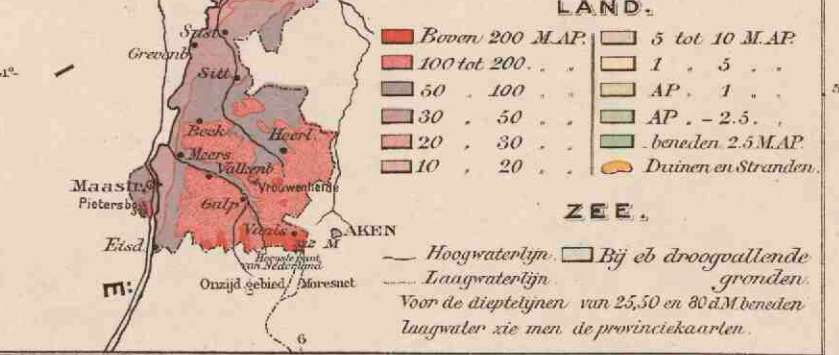 LAND.
Sust.
Grevenb.
Sitt.
Beek
Heerl.
Meers
Valkenb.
Maastr.
Vrouwenheide
Pietersb.
Gulp
Vaals
AKEN
322 M
Eisd.
Hoogste punt
van Nederland
Onzijd. gebied Moresnet
6
Boven 200 M.AP.
100 tot 200 . .
50 , 100 . .
30 . 50 . .
20 , 30 . .
10 , 20 . .
5 tot 10 M.AP.
1 , 5 . .
AP . 1 . .
AP . - 2.5 . .
beneden 2.5 M.AP.
Duinen en Stranden.
5
ZEE.
Hoogwaterlijn.
Laagwaterlijn.
Bij eb droogvallende
gronden.
Voor de dieptelijnen van 25,50 en 80 d.M. beneden
laagwater zie men de provinciekaarten.